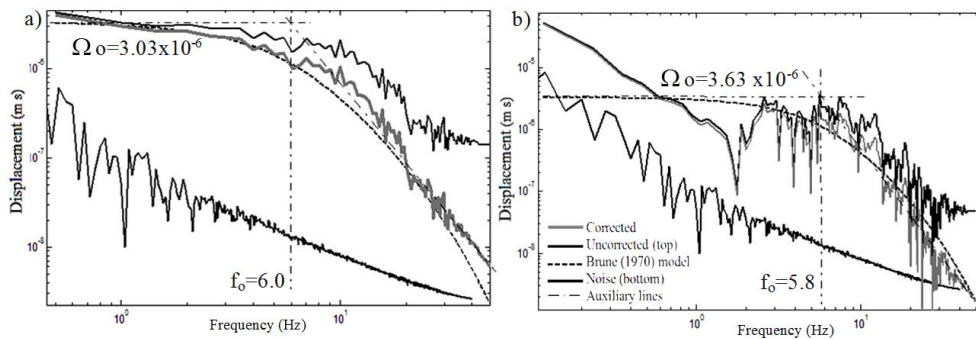 a)
Ω o=3.03x10⁻⁶
10⁻⁶
10⁻⁷
10⁻⁸
Displacement (m s)
fₒ=6.0
10⁰
10¹
Frequency (Hz)
b)
Ω o=3.63 x10⁻⁶
10⁻⁵
10⁻⁶
10⁻⁷
10⁻⁸
Displacement (m s)
Corrected
Uncorrected (top)
Brune (1970) model
Noise (bottom)
Auxiliary lines
fₒ=5.8
10⁰
10¹
Frequency (Hz)